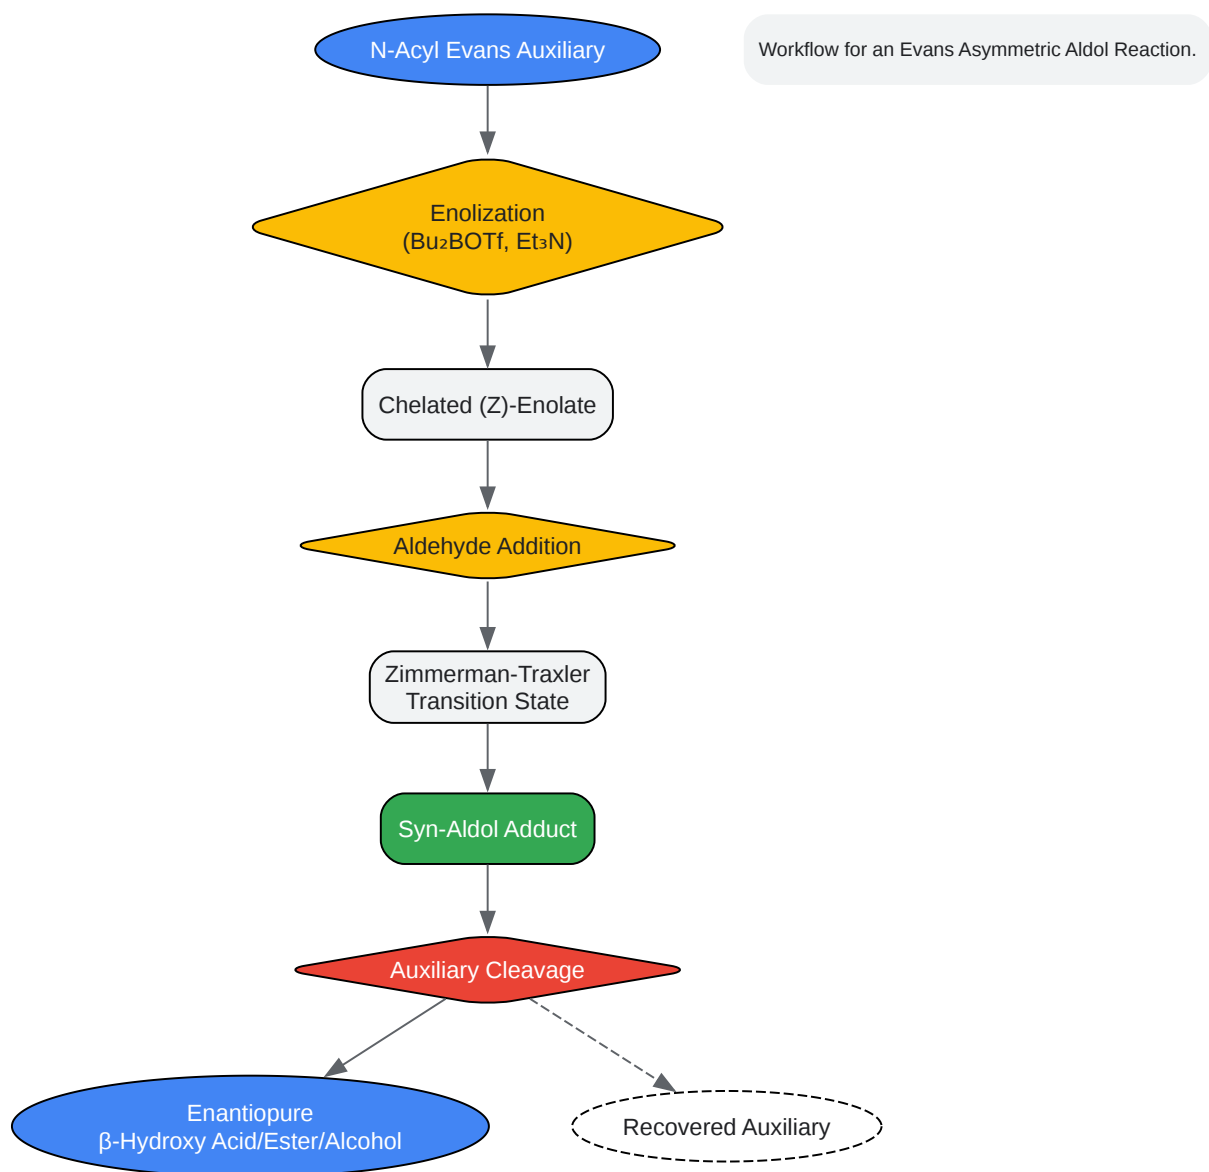 N-Acyl Evans Auxiliary
Workflow for an Evans Asymmetric Aldol Reaction.
Enolization
(Bu₂BOTf, Et₃N)
Chelated (Z)-Enolate
Aldehyde Addition
Zimmerman-Traxler
Transition State
Syn-Aldol Adduct
Auxiliary Cleavage
Enantiopure
β-Hydroxy Acid/Ester/Alcohol
Recovered Auxiliary